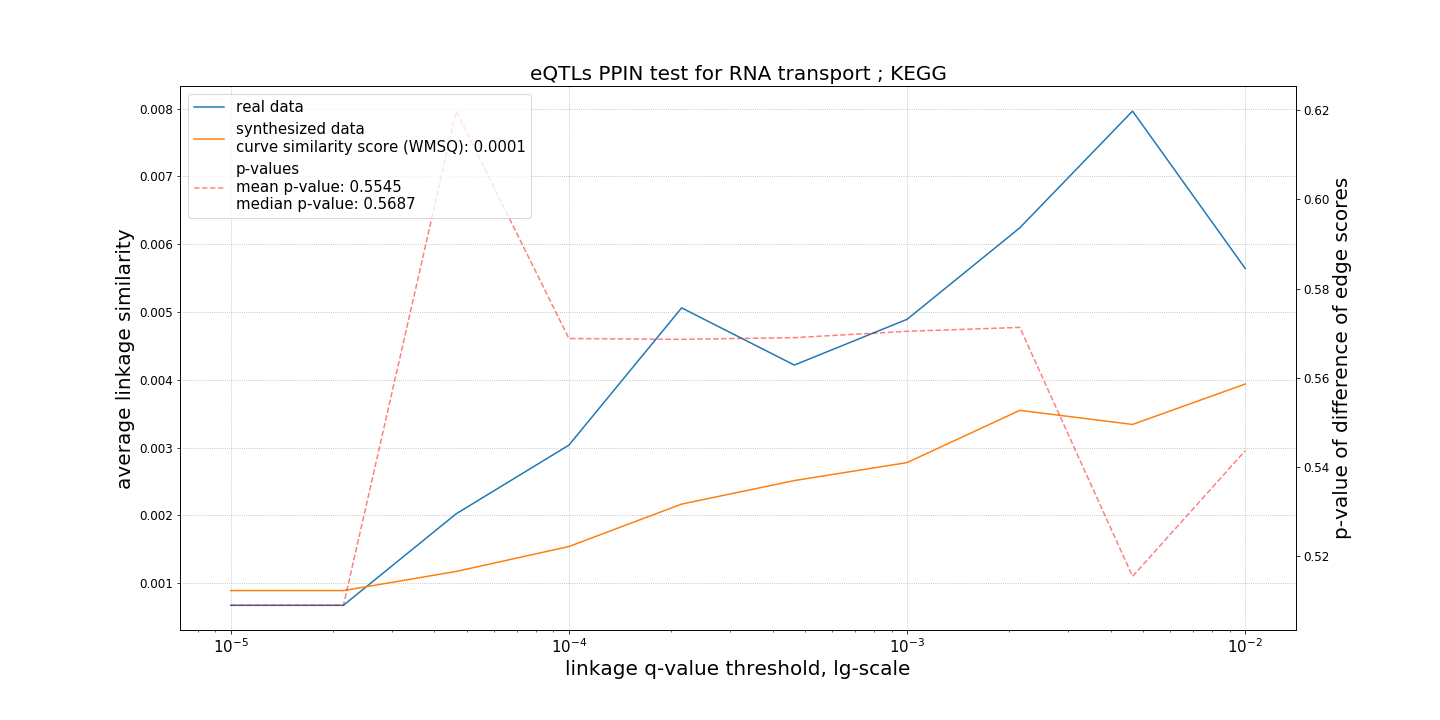 eQTLs PPIN test for RNA transport ; KEGG
real data
synthesized data
curve similarity score (WMSQ): 0.0001
p-values
mean p-value: 0.5545
median p-value: 0.5687
average linkage similarity
0.008
0.007
0.006
0.005
0.004
0.003
0.002
0.001
p-value of difference of edge scores
0.62
0.60
0.58
0.56
0.54
0.52
10⁻⁵ 10⁻⁴ 10⁻³ 10⁻²
linkage q-value threshold, lg-scale